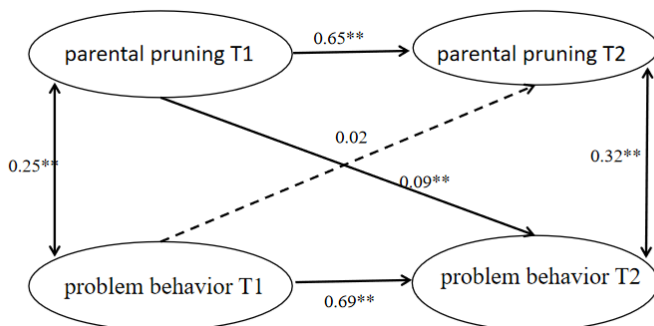 0.65**
parental pruning T1
parental pruning T2
0.02
0.25**
0.32**
0.09**
problem behavior T1
problem behavior T2
0.69**